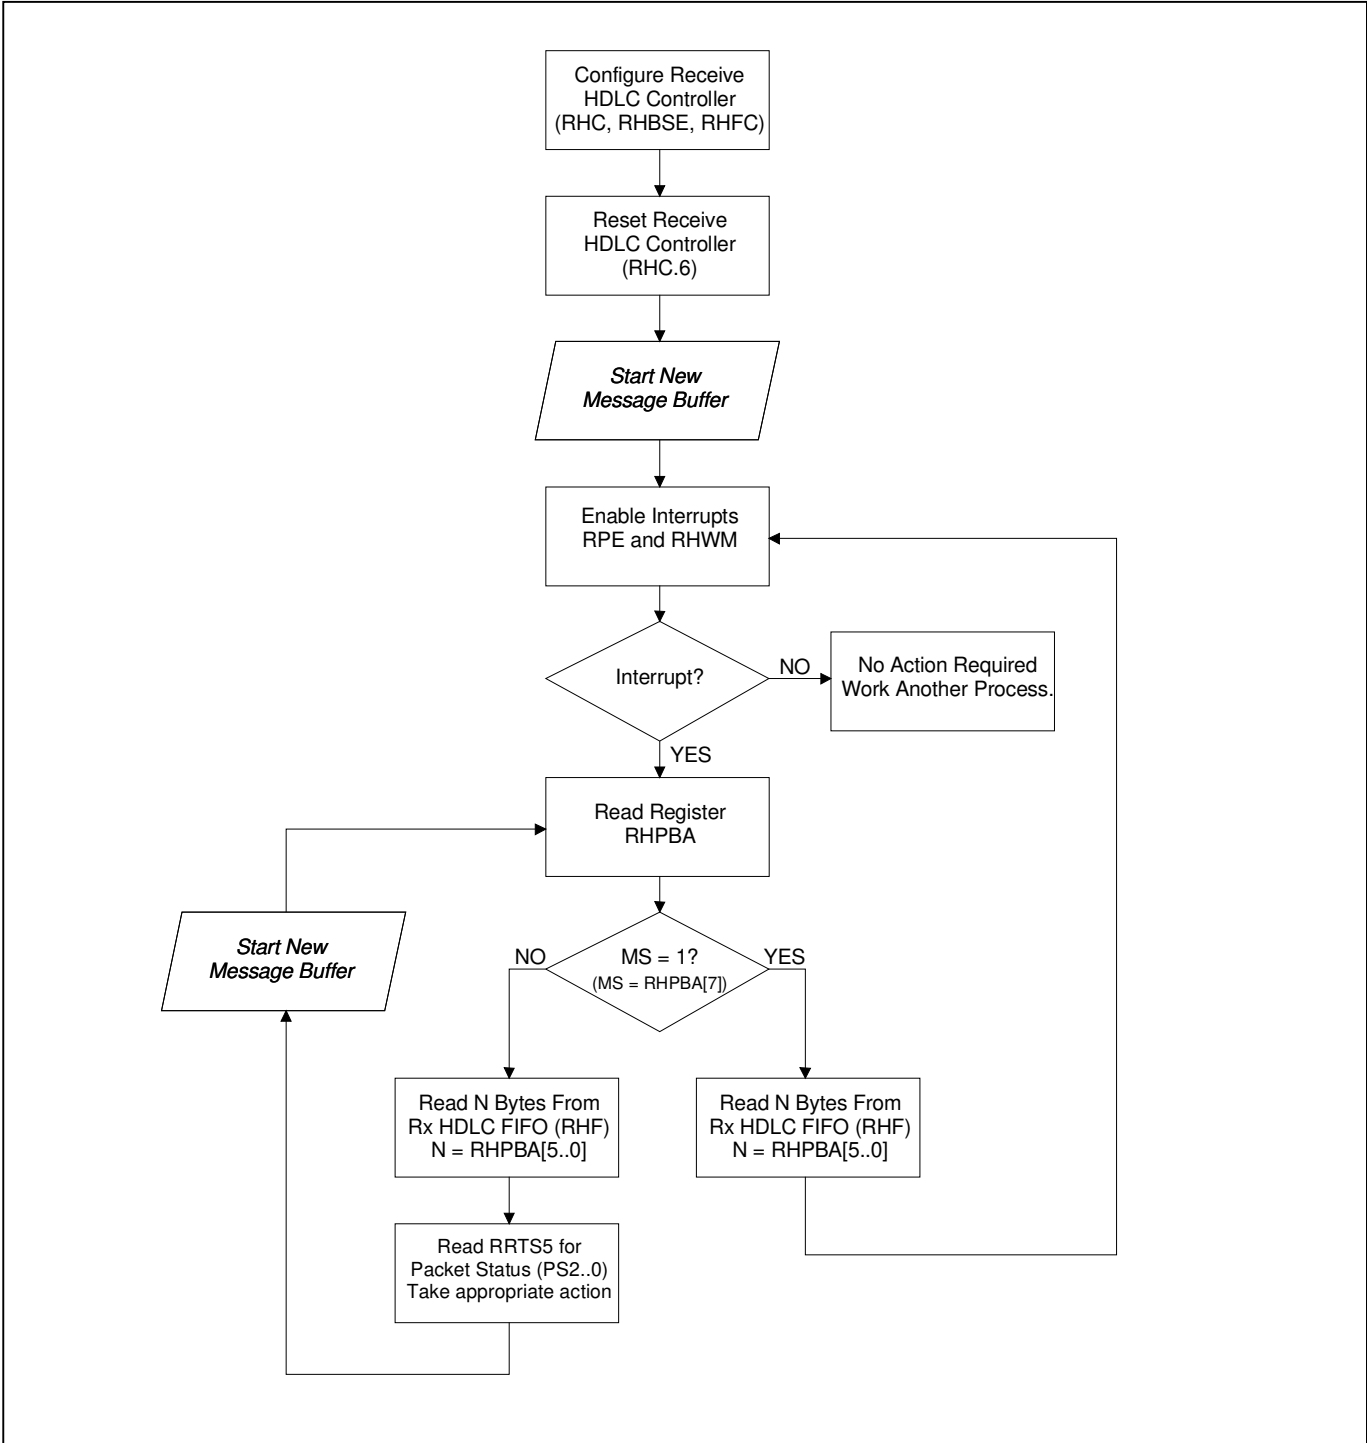 Configure Receive
HDLC Controller
(RHC, RHBSE, RHFC)
Reset Receive
HDLC Controller
(RHC.6)
Start New
Message Buffer
Enable Interrupts
RPE and RHWM
Interrupt?
NO
No Action Required
Work Another Process.
YES
Read Register
RHPBA
Start New
Message Buffer
NO
MS = 1?
(MS = RHPBA[7])
YES
Read N Bytes From
Rx HDLC FIFO (RHF)
N = RHPBA[5..0]
Read N Bytes From
Rx HDLC FIFO (RHF)
N = RHPBA[5..0]
Read RRTS5 for
Packet Status (PS2..0)
Take appropriate action